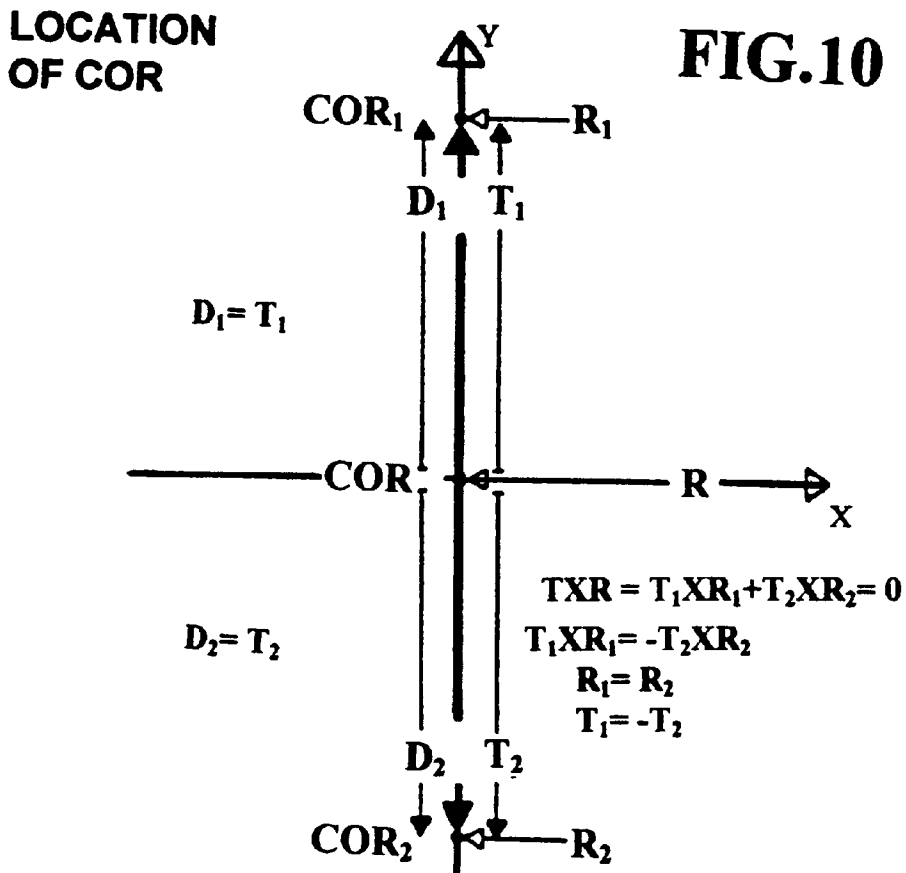 LOCATION
OF COR
FIG.10
Y
COR₁
R₁
D₁
T₁
D₁= T₁
COR
R
X
TXR = T₁XR₁+T₂XR₂= 0
D₂= T₂
T₁XR₁= -T₂XR₂
R₁= R₂
T₁= -T₂
D₂
T₂
COR₂
R₂